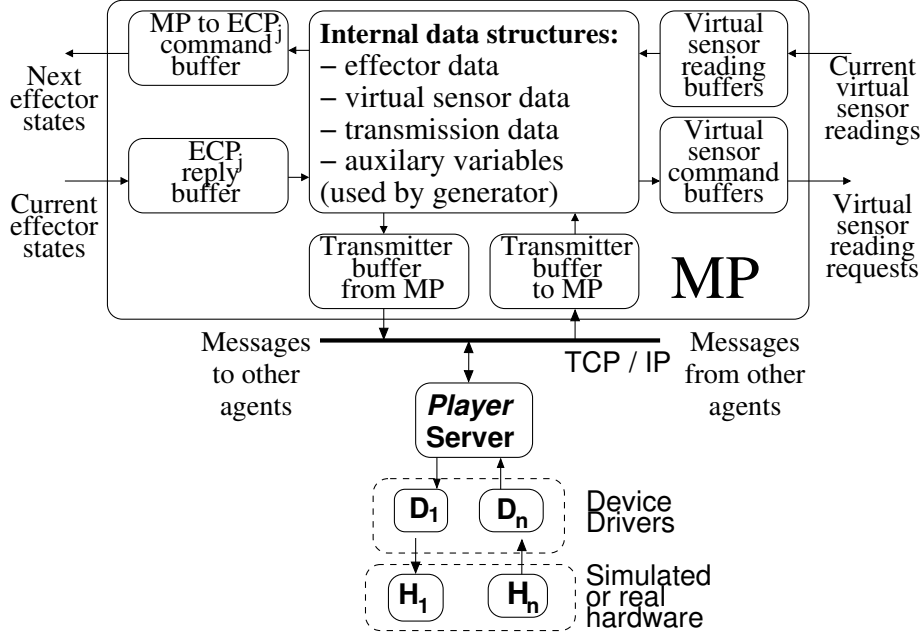 MP to ECPj
command
buffer
Internal data structures:
– effector data
– virtual sensor data
– transmission data
– auxilary variables
(used by generator)
Virtual
sensor
reading
buffers
Next
effector
states
Current
virtual
sensor
readings
ECPj
reply
buffer
Virtual
sensor
command
buffers
Current
effector
states
Virtual
sensor
reading
requests
Transmitter
buffer
from MP
Transmitter
buffer
to MP
MP
Messages
to other
agents
TCP / IP
Messages
from other
agents
Player
Server
D1
Dn
Device
Drivers
H1
Hn
Simulated
or real
hardware